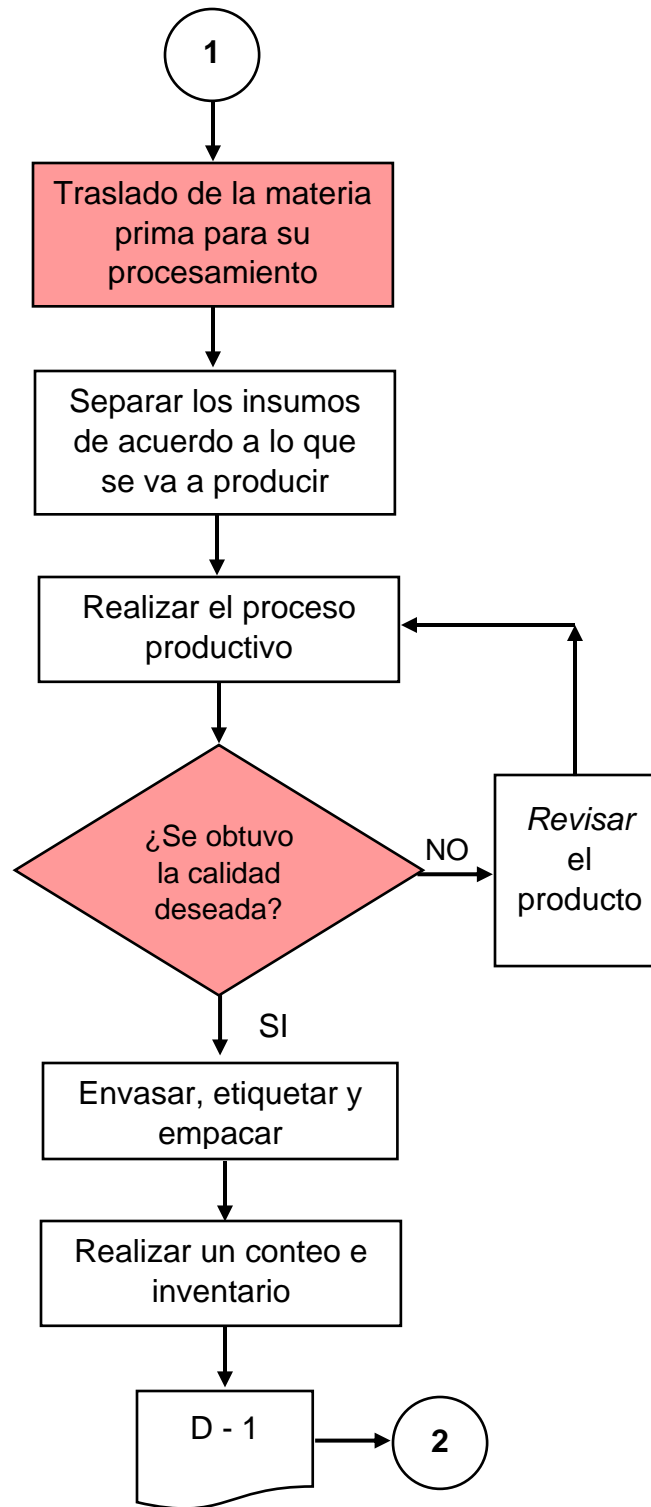 1
Traslado de la materia
prima para su
procesamiento
Separar los insumos
de acuerdo a lo que
se va a producir
Realizar el proceso
productivo
¿Se obtuvo
la calidad
deseada?
NO
Revisar
el
producto
SI
Envasar, etiquetar y
empacar
Realizar un conteo e
inventario
D - 1
2